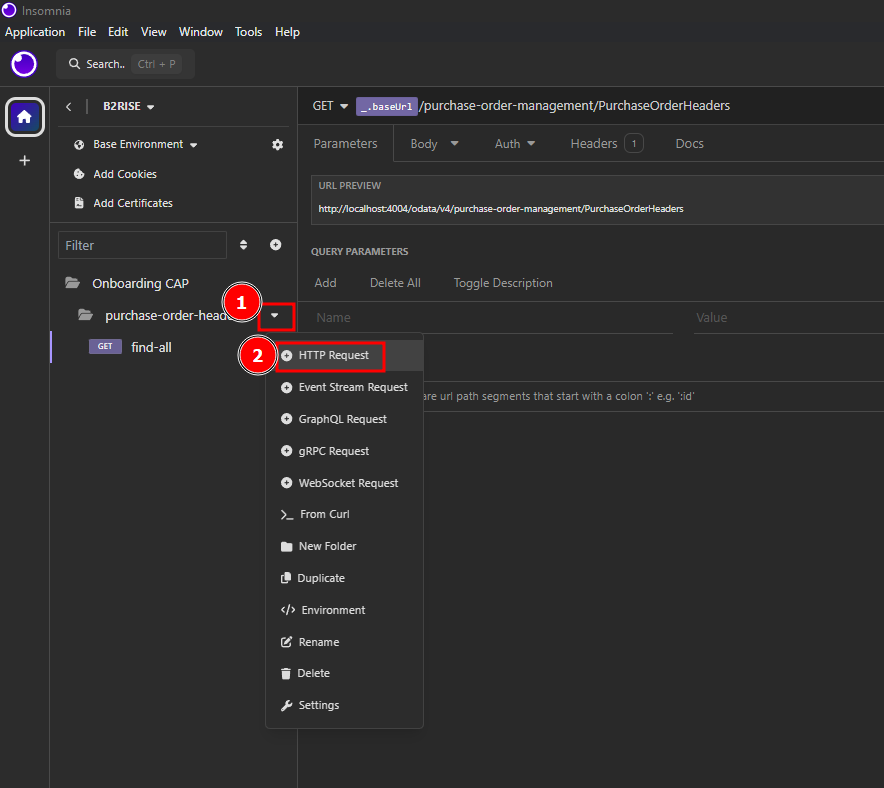 Insomnia
Application File Edit View Window Tools Help
Search.. Ctrl + P
B2RISE
GET _.baseUrl /purchase-order-management/PurchaseOrderHeaders
Base Environment
Parameters Body Auth Headers 1 Docs
Add Cookies
Add Certificates
URL PREVIEW
http://localhost:4004/odata/v4/purchase-order-management/PurchaseOrderHeaders
Filter
QUERY PARAMETERS
Onboarding CAP
Add Delete All Toggle Description
purchase-order-head
1
Name Value
GET find-all
2
HTTP Request
Event Stream Request
are url path segments that start with a colon ':' e.g. ':id'
GraphQL Request
gRPC Request
WebSocket Request
From Curl
New Folder
Duplicate
Environment
Rename
Delete
Settings